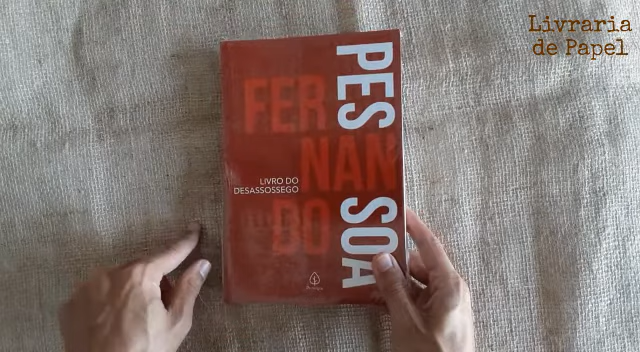 Livraria
de Papel
PES
SOA
FER
NAN
DO
LIVRO DO
DESASSOSSEGO